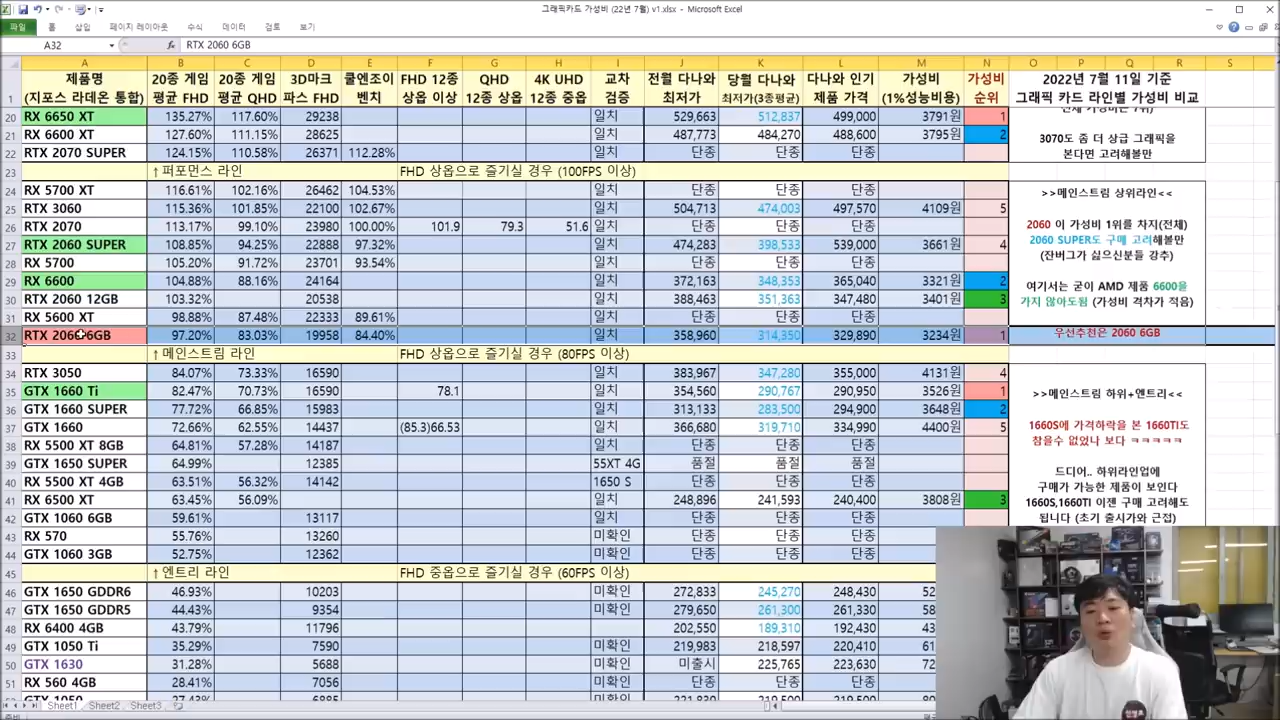 그래픽카드 가성비 (22년 7월) v1.xlsx - Microsoft Excel
파일 홈 삽입 페이지 레이아웃 수식 데이터 검토 보기
A32 fx RTX 2060 6GB
A B C D E F G H I J K L M N O P Q R S T
1 제품명 (지포스 라데온 통합) 20종 게임 평균 FHD 20종 게임 평균 QHD 3D마크 파스 FHD 쿨엔조이 벤치 FHD 12종 상옵 이상 QHD 12종 상옵 4K UHD 12종 중옵 교차 검증 전월 다나와 최저가 당월 다나와 최저가(3종평균) 다나와 인기 제품 가격 가성비 (1%성능비용) 가성비 순위 2022년 7월 11일 기준 그래픽 카드 라인별 가성비 비교
20 RX 6650 XT 135.27% 117.60% 29238 일치 529,663 512,837 499,000 3791원 1
21 RX 6600 XT 127.60% 111.15% 28625 일치 487,773 484,270 488,600 3795원 2 3070도 좀 더 상급 그래픽을
22 RTX 2070 SUPER 124.15% 110.58% 26371 112.28% 일치 단종 단종 단종 본다면 고려해볼만
23 ↑ 퍼포먼스 라인 FHD 상옵으로 즐기실 경우 (100FPS 이상)
24 RX 5700 XT 116.61% 102.16% 26462 104.53% 일치 단종 단종 단종 >>메인스트림 상위라인<<
25 RTX 3060 115.36% 101.85% 22100 102.67% 일치 504,713 474,003 497,570 4109원 5
26 RTX 2070 113.17% 99.10% 23980 100.00% 101.9 79.3 51.6 일치 단종 단종 단종 2060 이 가성비 1위를 차지(전체)
27 RTX 2060 SUPER 108.85% 94.25% 22888 97.32% 일치 474,283 398,533 539,000 3661원 4 2060 SUPER도 구매 고려해볼만
28 RX 5700 105.20% 91.72% 23701 93.54% 일치 단종 단종 단종 (잔버그가 싫으신분들 강추)
29 RX 6600 104.88% 88.16% 24164 일치 372,163 348,353 365,040 3321원 2 여기서는 굳이 AMD 제품 6600을
30 RTX 2060 12GB 103.32% 20538 일치 388,463 351,363 347,480 3401원 3 가지 않아도됨 (가성비 격차가 적음)
31 RX 5600 XT 98.88% 87.48% 22333 89.61% 일치 단종 단종 단종
32 RTX 2060 6GB 97.20% 83.03% 19958 84.40% 일치 358,960 314,350 329,890 3234원 1 우선추천은 2060 6GB
33 ↑ 메인스트림 라인 FHD 상옵으로 즐기실 경우 (80FPS 이상)
34 RTX 3050 84.07% 73.33% 16590 일치 383,967 347,280 355,000 4131원 4
35 GTX 1660 Ti 82.47% 70.73% 16590 78.1 일치 354,560 290,767 290,950 3526원 1 >>메인스트림 하위+엔트리<<
36 GTX 1660 SUPER 77.72% 66.85% 15983 일치 313,133 283,500 294,900 3648원 2
37 GTX 1660 72.66% 62.55% 14437 (85.3)66.53 일치 366,680 319,710 334,990 4400원 5 1660S에 가격하락을 본 1660TI도
38 RX 5500 XT 8GB 64.81% 57.28% 14187 일치 단종 단종 단종 참을수 없었나 보다 ㅋㅋㅋㅋㅋ
39 GTX 1650 SUPER 64.99% 12385 55XT 4G 품절 품절 품절
40 RX 5500 XT 4GB 63.51% 56.32% 14142 1650 S 단종 단종 단종 드디어.. 하위라인업에 구매가 가능한 제품이 보인다
41 RX 6500 XT 63.45% 56.09% 일치 248,896 241,593 240,400 3808원 3 1660S,1660TI 이젠 구매 고려해도
42 GTX 1060 6GB 59.61% 13117 일치 단종 단종 단종 됩니다 (초기 출시가와 근접)
43 RX 570 55.76% 13260 미확인 단종 단종 단종
44 GTX 1060 3GB 52.75% 12362 미확인 단종 단종 단종
45 ↑ 엔트리 라인 FHD 중옵으로 즐기실 경우 (60FPS 이상)
46 GTX 1650 GDDR6 46.93% 10203 미확인 272,833 245,270 248,430
47 GTX 1650 GDDR5 44.43% 9354 미확인 279,650 261,300 261,330
48 RX 6400 4GB 43.79% 11796 202,550 189,310 192,430
49 GTX 1050 Ti 35.29% 7590 미확인 219,983 218,597 220,410
50 GTX 1630 31.28% 5688 미출시 225,765 223,630
51 RX 560 4GB 28.41% 7056 미확인 단종 단종 단종
Sheet1 Sheet2 Sheet3